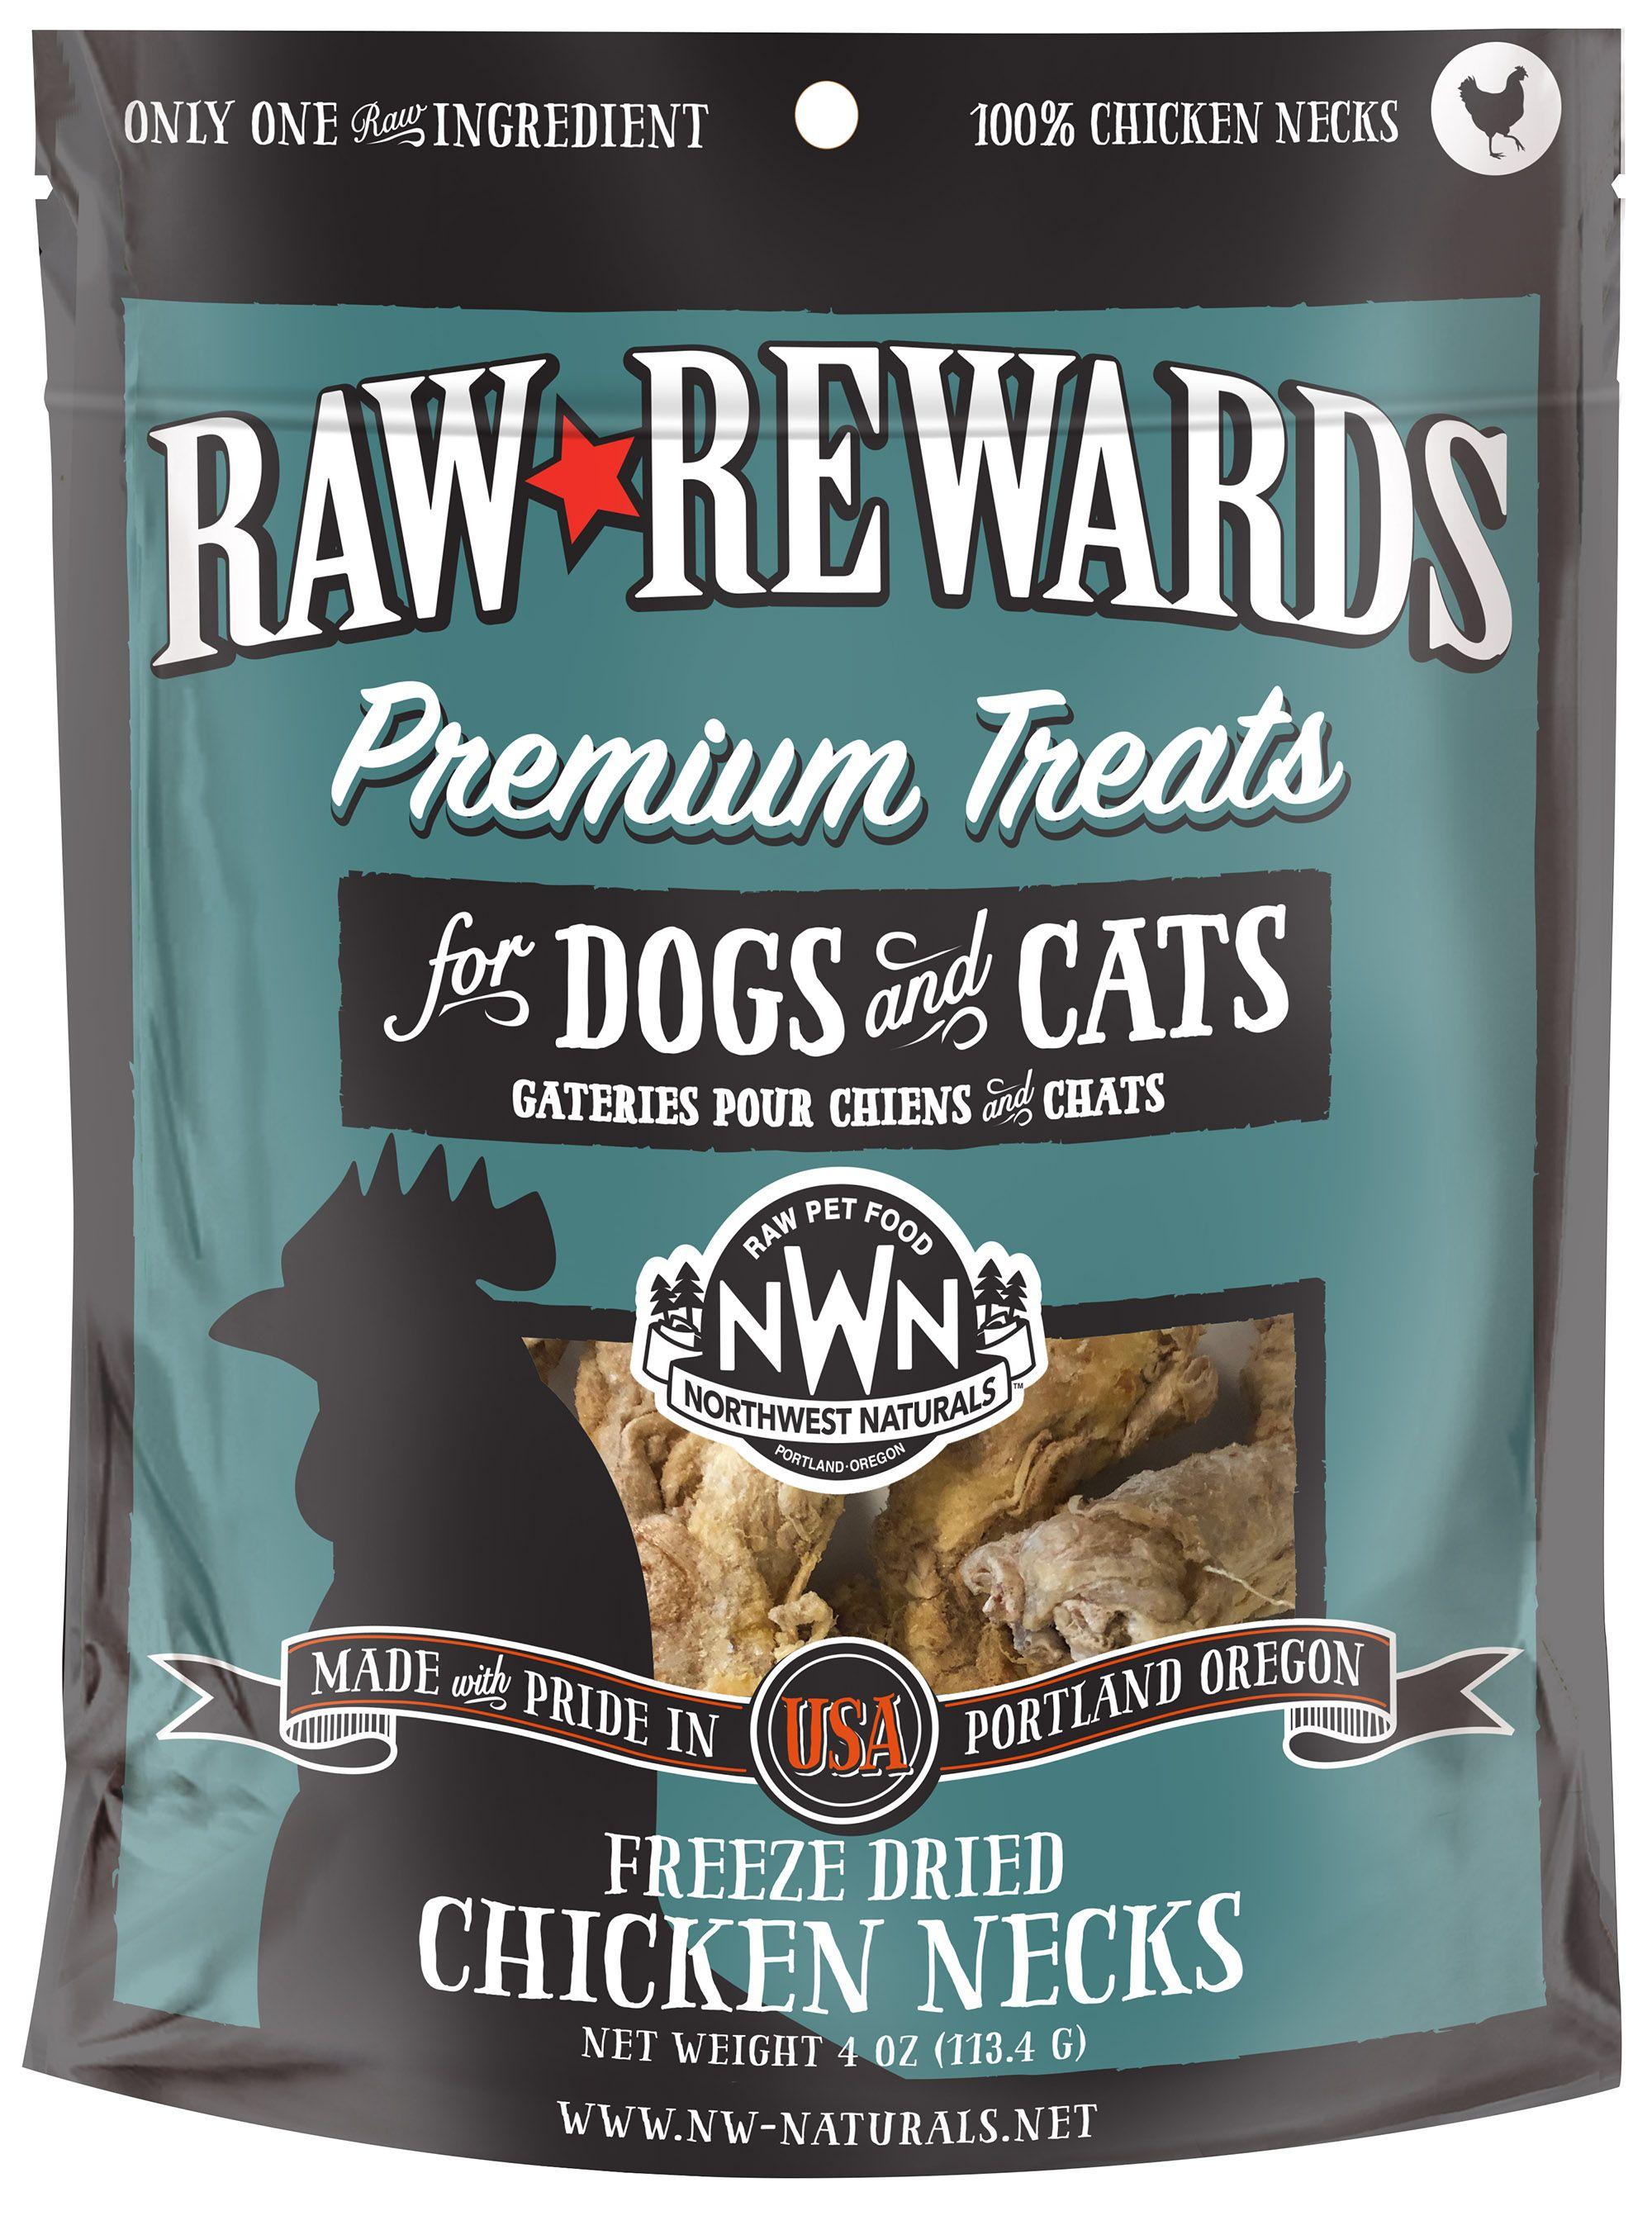 ONLY ONE Raw INGREDIENT
100% CHICKEN NECKS
RAW REWARDS
Premium Treats
for DOGS and CATS
GATERIES POUR CHIENS and CHATS
RAW PET FOOD
NWN
NORTHWEST NATURALS™
PORTLAND·OREGON
MADE with PRIDE IN USA PORTLAND OREGON
FREEZE DRIED
CHICKEN NECKS
NET WEIGHT 4 OZ (113.4 G)
WWW.NW-NATURALS.NET